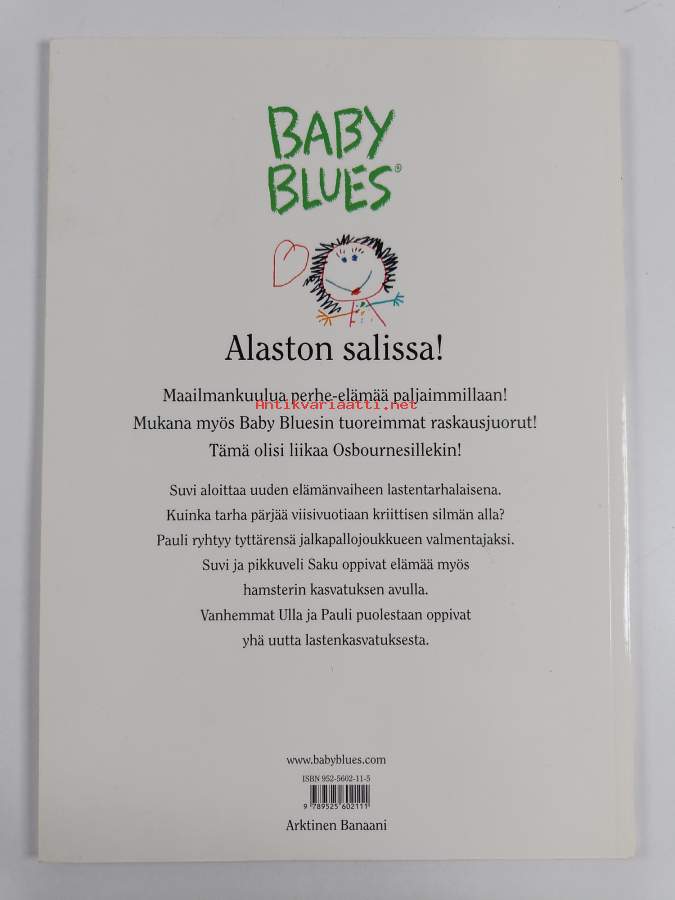 BABY
BLUES®
Alaston salissa!
Maailmankuulua perhe-elämää paljaimmillaan!
Antikvariaatti.net
Mukana myös Baby Bluesin tuoreimmat raskausjuorut!
Tämä olisi liikaa Osbournesillekin!
Suvi aloittaa uuden elämänvaiheen lastentarhalaisena.
Kuinka tarha pärjää viisivuotiaan kriittisen silmän alla?
Pauli ryhtyy tyttärensä jalkapallojoukkueen valmentajaksi.
Suvi ja pikkuveli Saku oppivat elämää myös
hamsterin kasvatuksen avulla.
Vanhemmat Ulla ja Pauli puolestaan oppivat
yhä uutta lastenkasvatuksesta.
www.babyblues.com
ISBN 952-5602-11-5
9 789525 602111
Arktinen Banaani